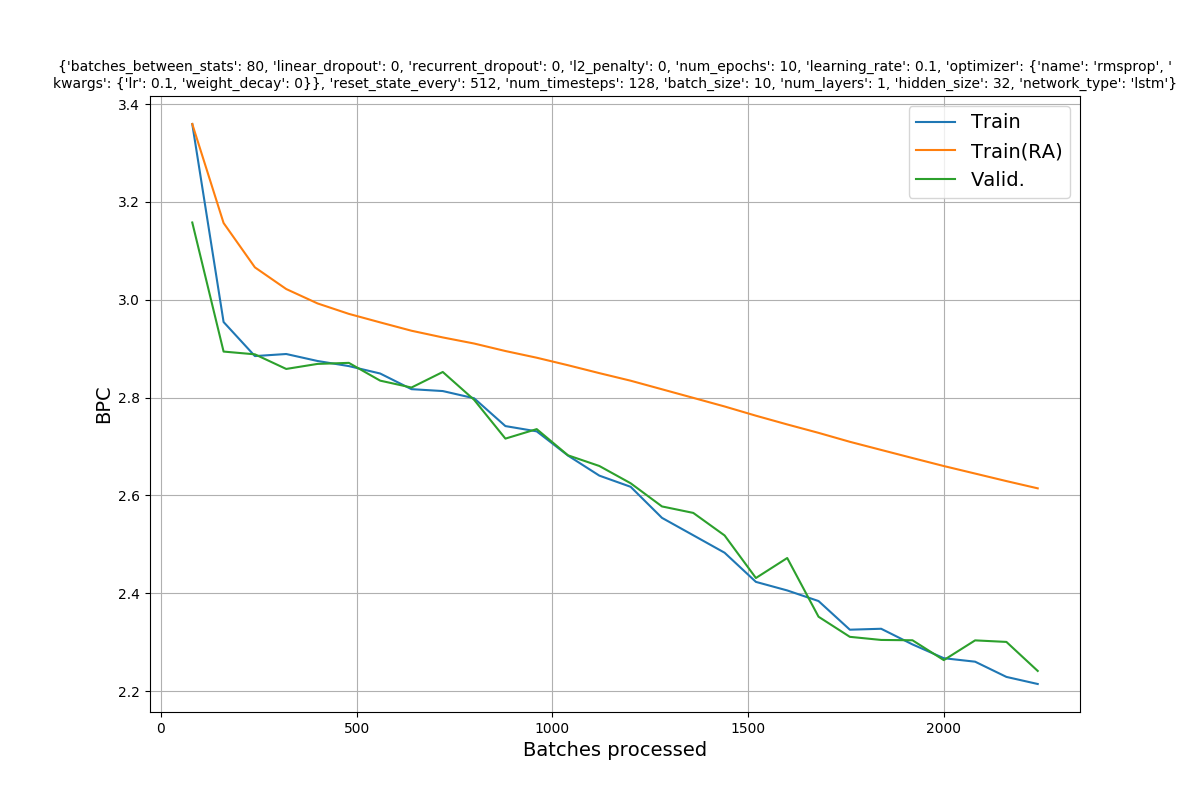 {'batches_between_stats': 80, 'linear_dropout': 0, 'recurrent_dropout': 0, 'l2_penalty': 0, 'num_epochs': 10, 'learning_rate': 0.1, 'optimizer': {'name': 'rmsprop', '
kwargs': {'lr': 0.1, 'weight_decay': 0}}, 'reset_state_every': 512, 'num_timesteps': 128, 'batch_size': 10, 'num_layers': 1, 'hidden_size': 32, 'network_type': 'lstm'}
Train
Train(RA)
Valid.
BPC
3.4
3.2
3.0
2.8
2.6
2.4
2.2
0 500 1000 1500 2000
Batches processed